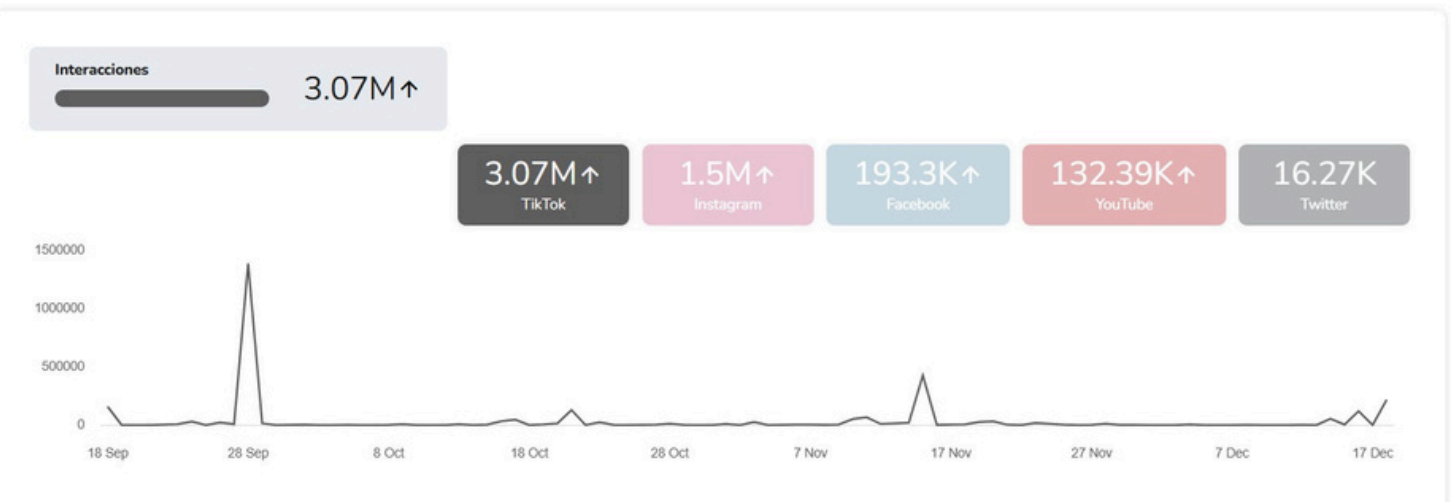 Interacciones
3.07M↑
3.07M↑
TikTok
1.5M↑
Instagram
193.3K↑
Facebook
132.39K↑
YouTube
16.27K
Twitter
1500000
1000000
500000
0
18 Sep 28 Sep 8 Oct 18 Oct 28 Oct 7 Nov 17 Nov 27 Nov 7 Dec 17 Dec